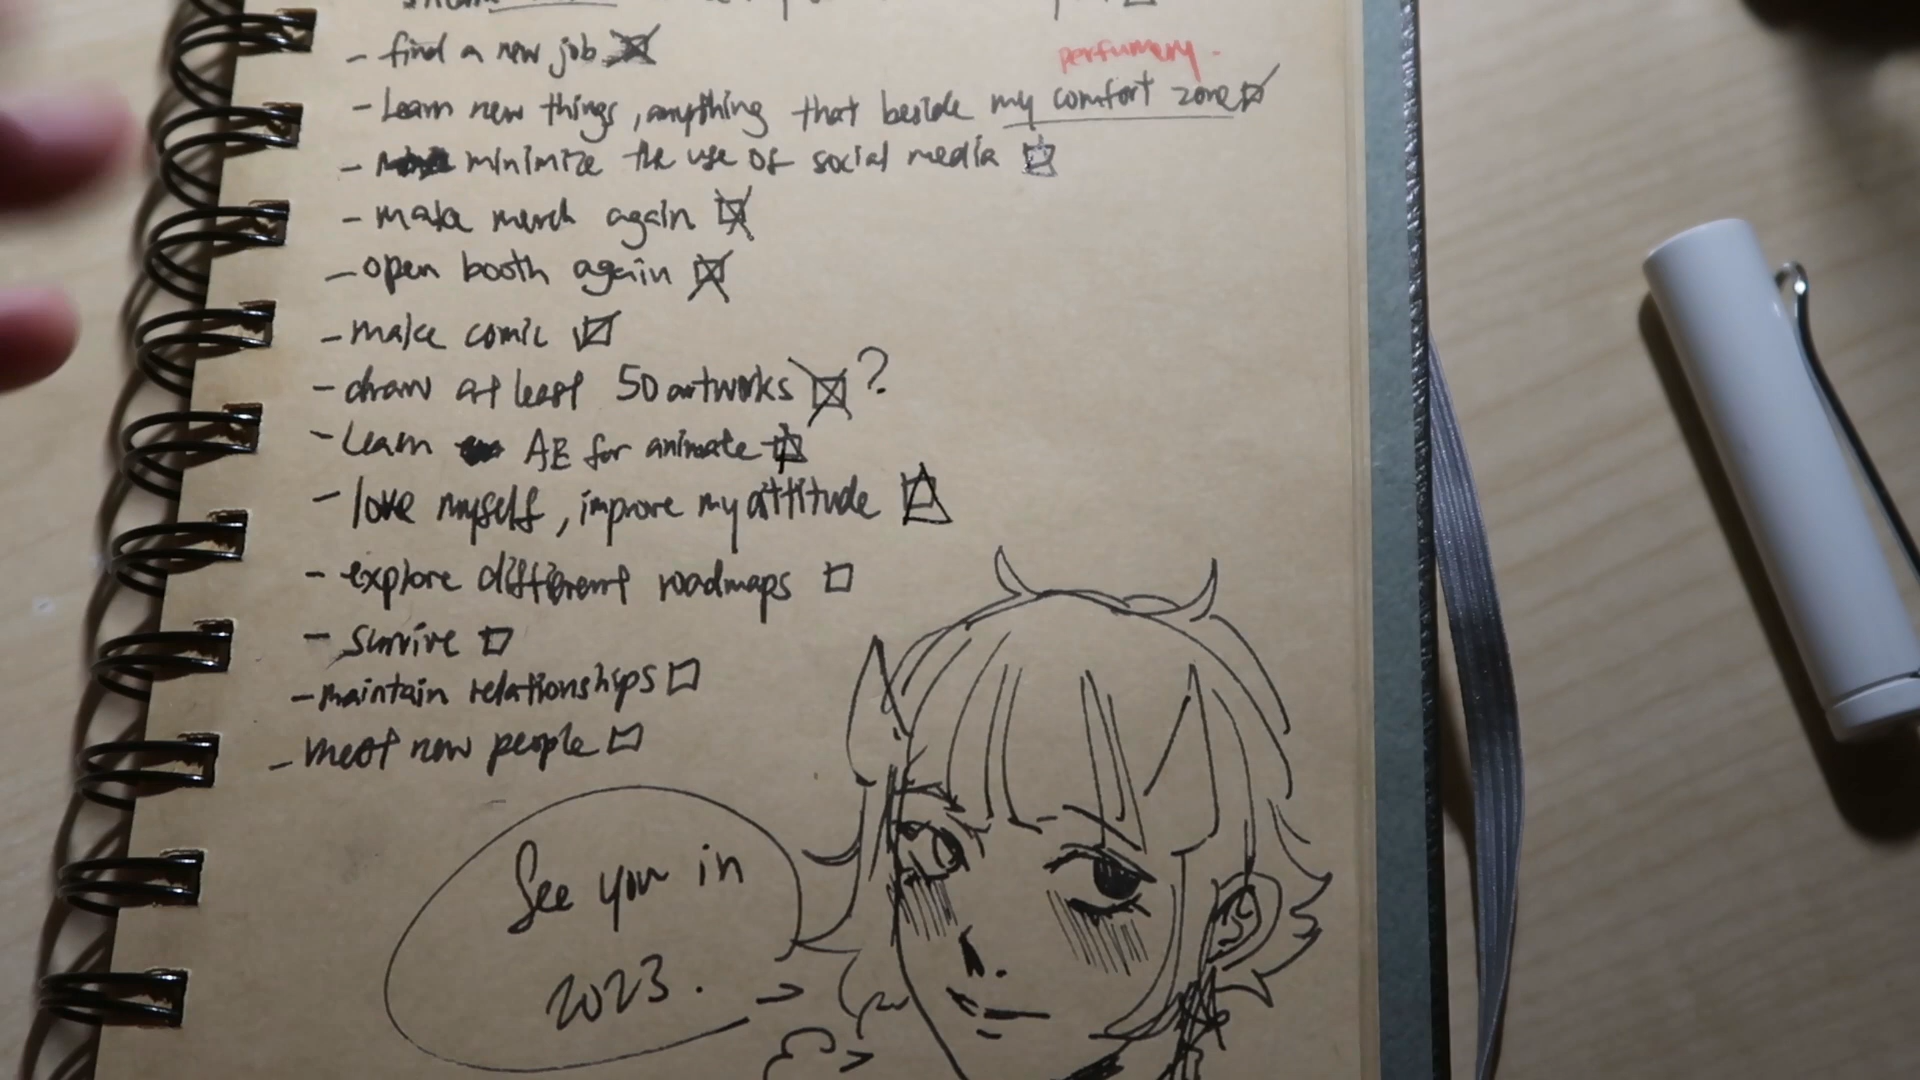 - find a new job
perfumery.
- Learn new things, anything that beside my comfort zone
- minimize the use of social media
- make merch again
- open booth again
- make comic
- draw at least 50 artworks ?
- Learn AE for animate
- love myself, improve my attitude
- explore different roadmaps
- survive
- maintain relationships
- meet new people
See you in
2023.